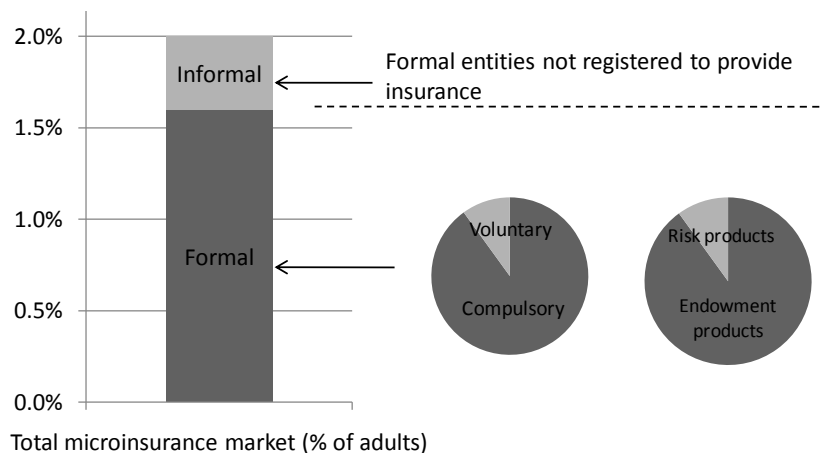 2.0%
Informal
Formal entities not registered to provide
insurance
1.5%
1.0%
Voluntary
Risk products
Formal
Compulsory
Endowment
products
0.5%
0.0%
Total microinsurance market (% of adults)